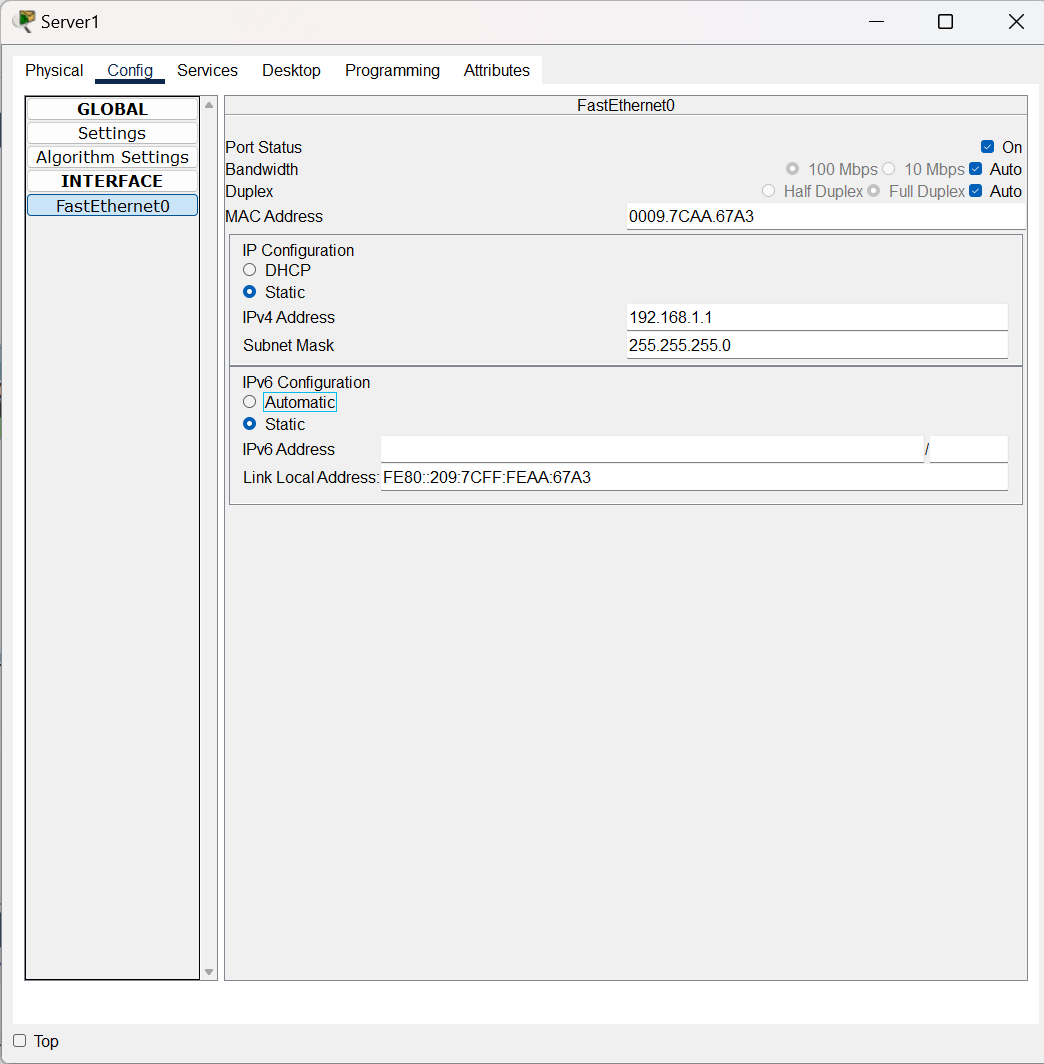 Server1
Physical Config Services Desktop Programming Attributes
GLOBAL
Settings
Algorithm Settings
INTERFACE
FastEthernet0
FastEthernet0
Port Status On
Bandwidth 100 Mbps 10 Mbps Auto
Duplex Half Duplex Full Duplex Auto
MAC Address 0009.7CAA.67A3
IP Configuration
DHCP
Static
IPv4 Address 192.168.1.1
Subnet Mask 255.255.255.0
IPv6 Configuration
Automatic
Static
IPv6 Address /
Link Local Address: FE80::209:7CFF:FEAA:67A3
Top